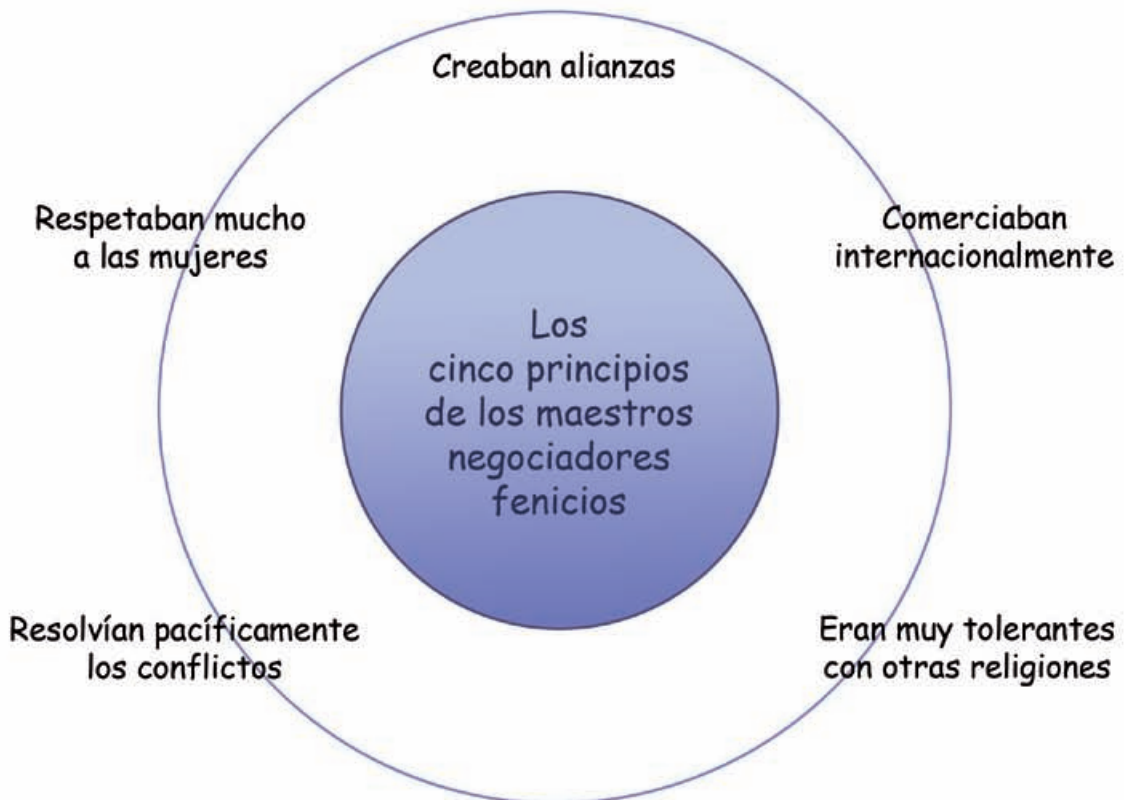 Creaban alianzas
Respetaban mucho
a las mujeres
Comerciaban
internacionalmente
Los
cinco principios
de los maestros
negociadores
fenicios
Resolvían pacíficamente
los conflictos
Eran muy tolerantes
con otras religiones